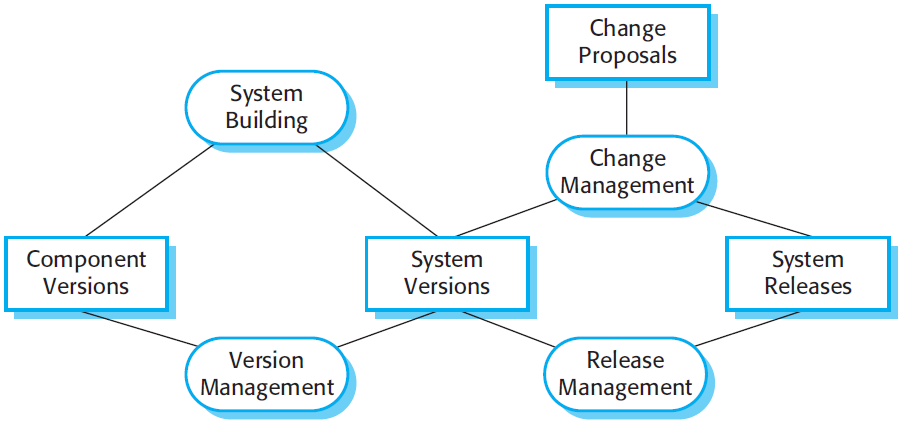 Change
Proposals
System
Building
Change
Management
Component
Versions
System
Versions
System
Releases
Version
Management
Release
Management